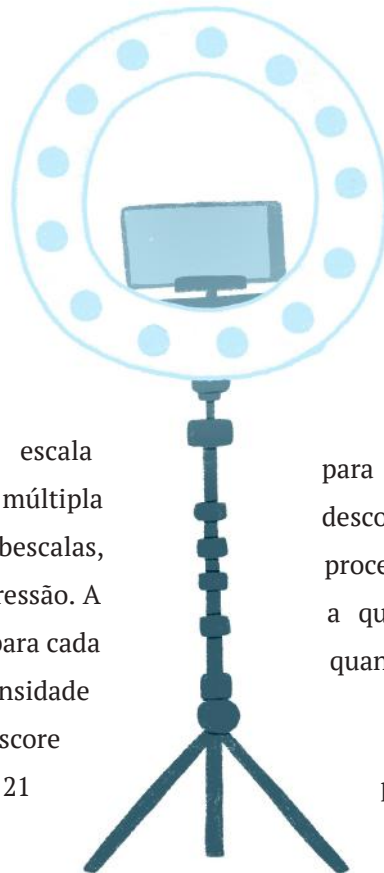 escala
múltipla
bescalas,
ressão. A
para cada
nsidade
score
21
para
desco
proce
a qu
quan